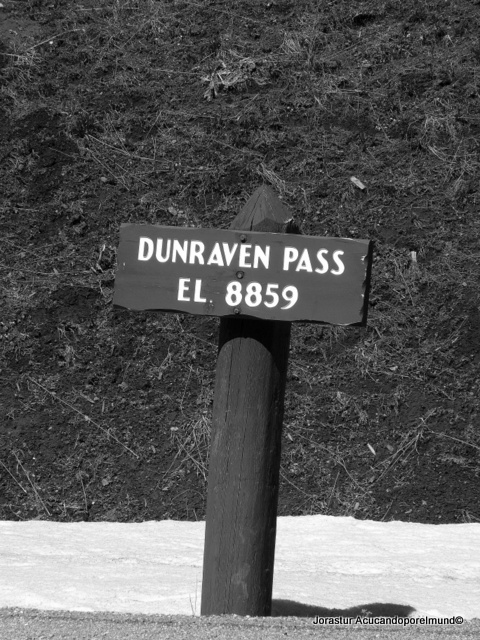 DUNRAVEN PASS
EL. 8859
Jorastur Acucandoporelmund©